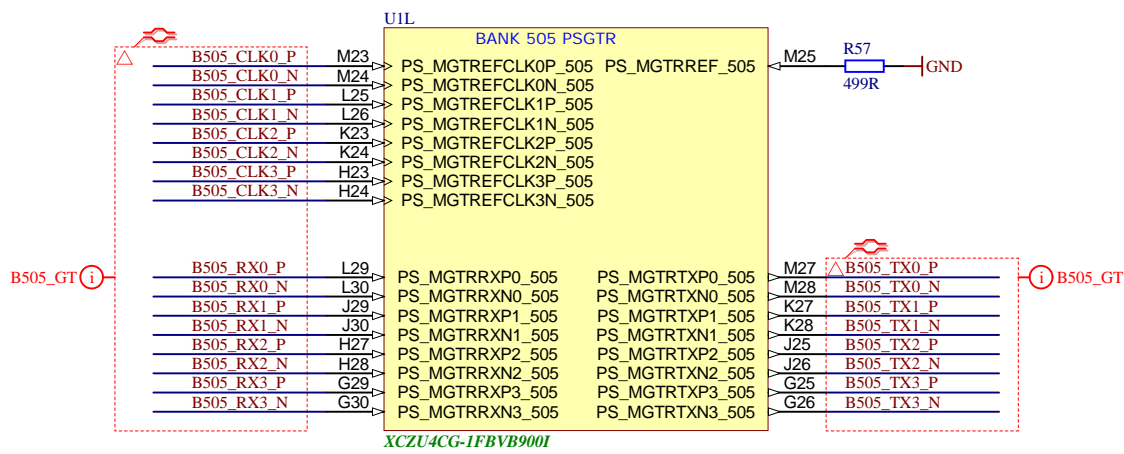 U1L
BANK 505 PSGTR
B505_CLK0_P M23 PS_MGTREFCLK0P_505 PS_MGTRREF_505 M25 R57 499R GND
B505_CLK0_N M24 PS_MGTREFCLK0N_505
B505_CLK1_P L25 PS_MGTREFCLK1P_505
B505_CLK1_N L26 PS_MGTREFCLK1N_505
B505_CLK2_P K23 PS_MGTREFCLK2P_505
B505_CLK2_N K24 PS_MGTREFCLK2N_505
B505_CLK3_P H23 PS_MGTREFCLK3P_505
B505_CLK3_N H24 PS_MGTREFCLK3N_505
B505_GT i
B505_RX0_P L29 PS_MGTRRXP0_505 PS_MGTRTXP0_505 M27 B505_TX0_P
i B505_GT
B505_RX0_N L30 PS_MGTRRXN0_505 PS_MGTRTXN0_505 M28 B505_TX0_N
B505_RX1_P J29 PS_MGTRRXP1_505 PS_MGTRTXP1_505 K27 B505_TX1_P
B505_RX1_N J30 PS_MGTRRXN1_505 PS_MGTRTXN1_505 K28 B505_TX1_N
B505_RX2_P H27 PS_MGTRRXP2_505 PS_MGTRTXP2_505 J25 B505_TX2_P
B505_RX2_N H28 PS_MGTRRXN2_505 PS_MGTRTXN2_505 J26 B505_TX2_N
B505_RX3_P G29 PS_MGTRRXP3_505 PS_MGTRTXP3_505 G25 B505_TX3_P
B505_RX3_N G30 PS_MGTRRXN3_505 PS_MGTRTXN3_505 G26 B505_TX3_N
XCZU4CG-1FBVB900I